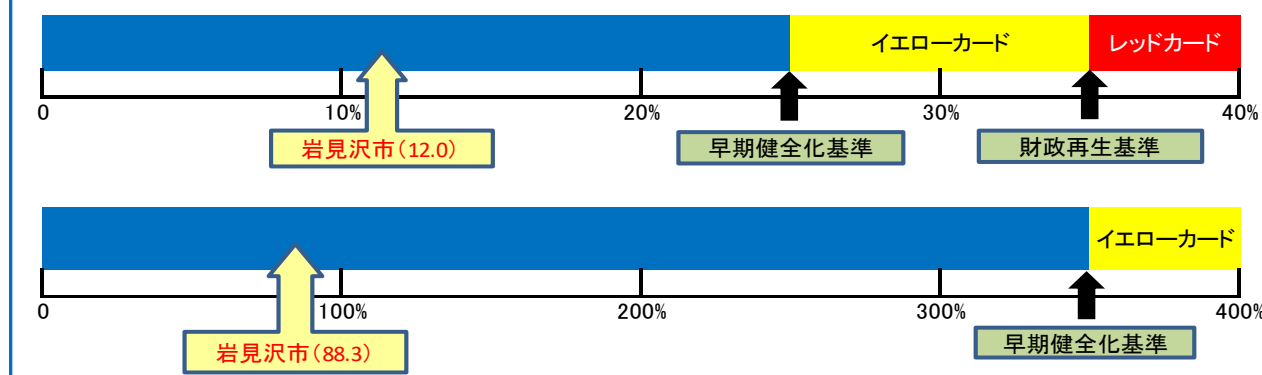 イエローカード レッドカード
0 10% 20% 30% 40%
岩見沢市(12.0) 早期健全化基準 財政再生基準
イエローカード
0 100% 200% 300% 400%
岩見沢市(88.3) 早期健全化基準